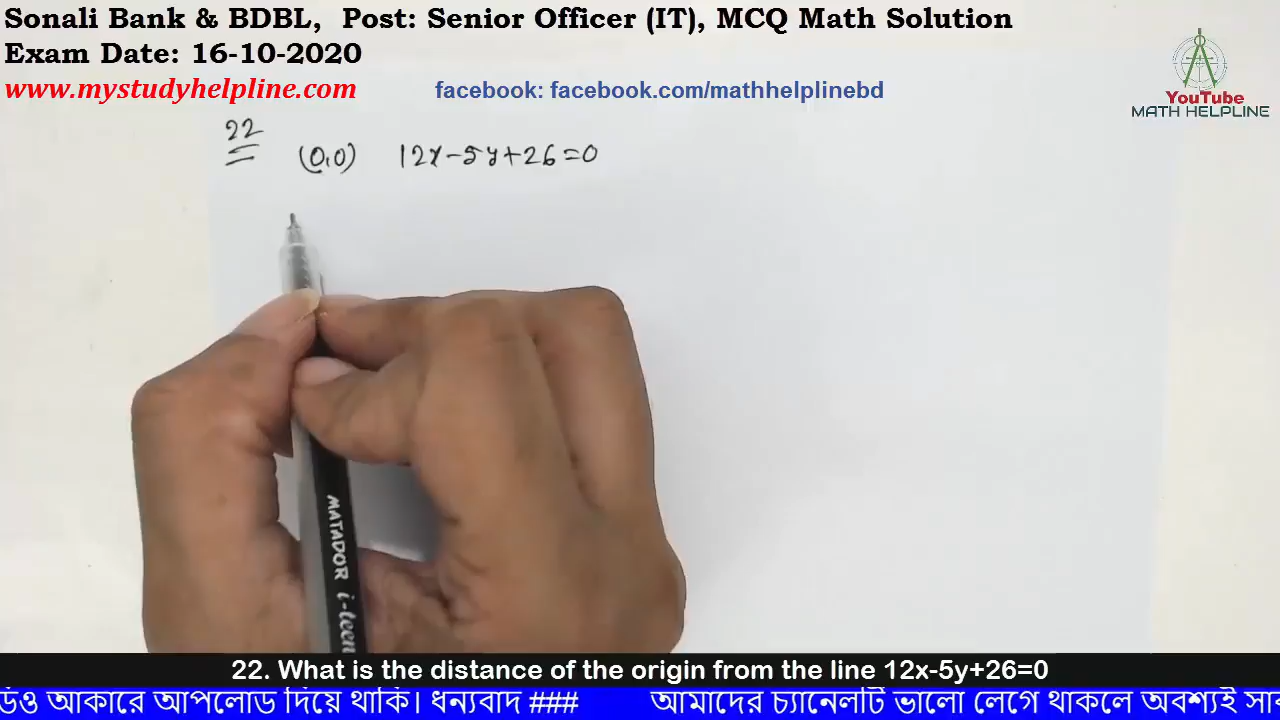 Sonali Bank & BDBL, Post: Senior Officer (IT), MCQ Math Solution
Exam Date: 16-10-2020
www.mystudyhelpline.com facebook: facebook.com/mathhelplinebd
YouTube
MATH HELPLINE
22
(0,0) 12x-5y+26=0
MATADOR i-teen
22. What is the distance of the origin from the line 12x-5y+26=0
আকারে আপলোড দিয়ে থাকি। ধন্যবাদ ### আমাদের চ্যানেলটি ভালো লেগে থাকলে অবশ্যই